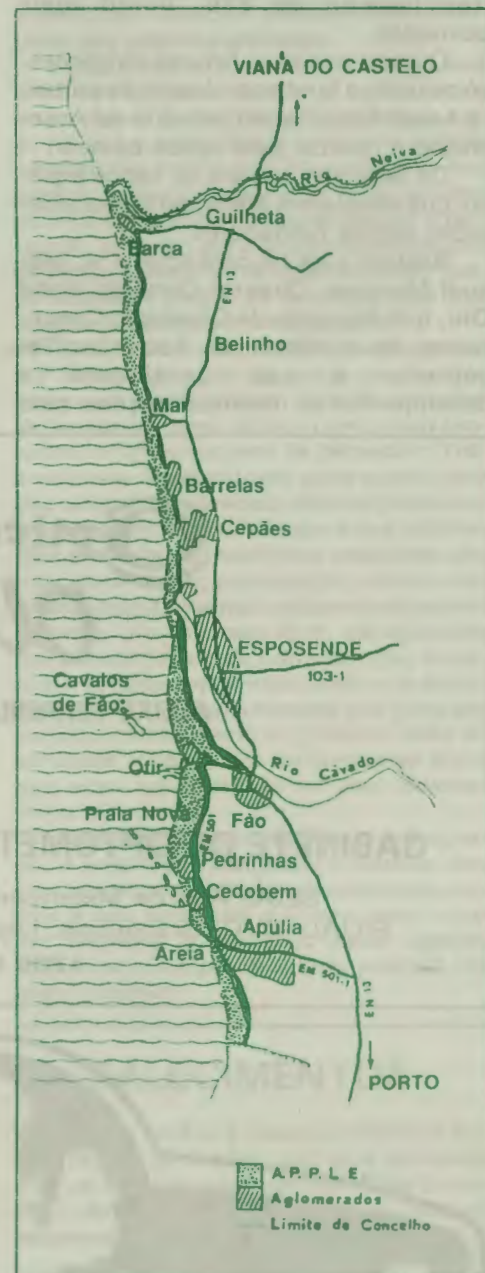 VIANA DO CASTELO
Rio Neiva
Guilheta
Barca
EN 13
Belinho
Mar
Barrelas
Cepães
ESPOSENDE
103-1
Cavalos
de Fão
Rio Cávado
Ofir
Fão
Praia Nova
EM 501
Pedrinhas
Cedobem
Apúlia
Areia
EM 501-1
EN 13
PORTO
A.P.P.L.E
Aglomerados
Limite de Concelho